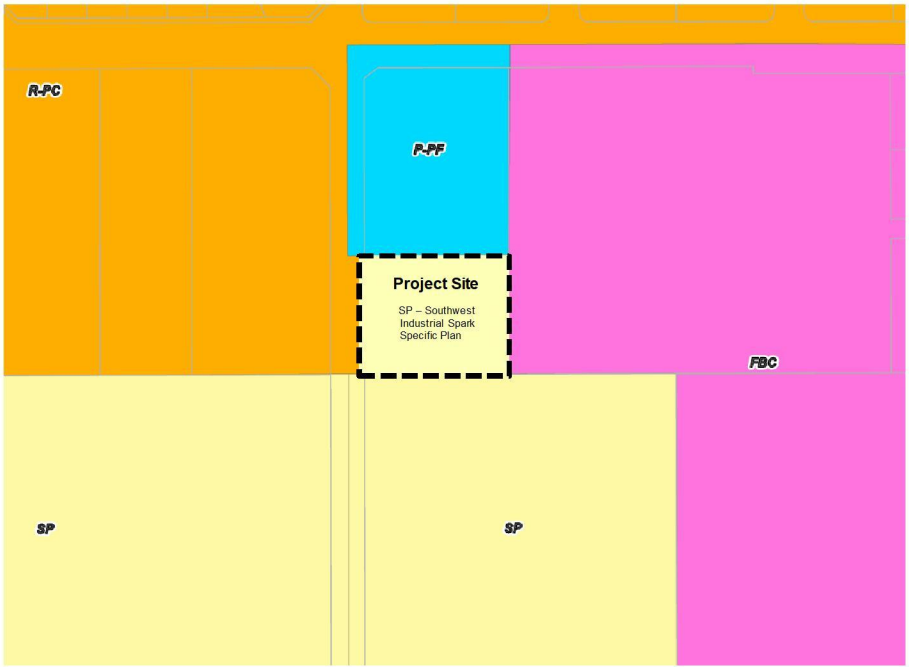 R-PC
P-PF
Project Site
SP – Southwest
Industrial Spark
Specific Plan
FBC
SP
SP